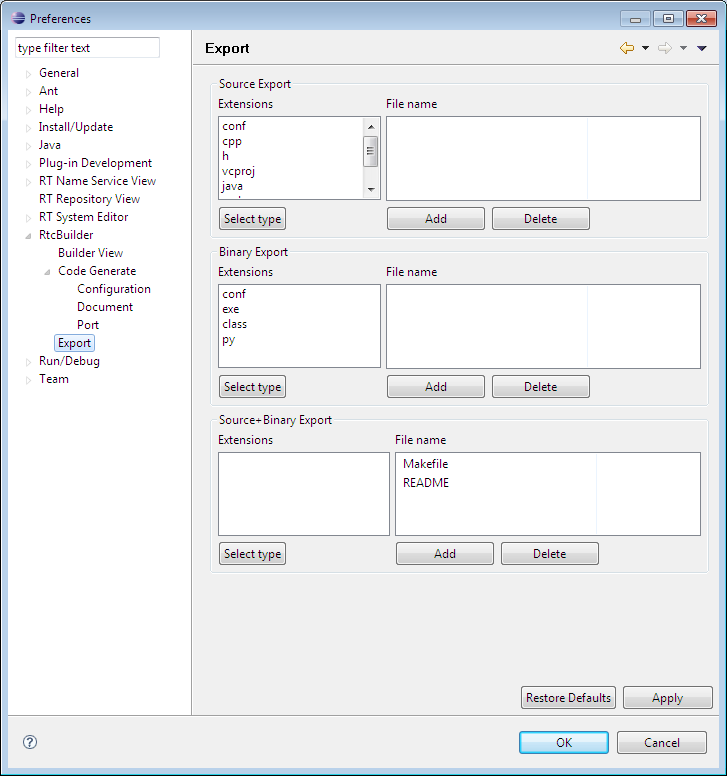 Preferences
type filter text
General
Ant
Help
Install/Update
Java
Plug-in Development
RT Name Service View
RT Repository View
RT System Editor
RtcBuilder
Builder View
Code Generate
Configuration
Document
Port
Export
Run/Debug
Team
Export
Source Export
Extensions File name
conf
cpp
h
vcproj
java
Select type Add Delete
Binary Export
Extensions File name
conf
exe
class
py
Select type Add Delete
Source+Binary Export
Extensions File name
Makefile
README
Select type Add Delete
Restore Defaults Apply
? OK Cancel